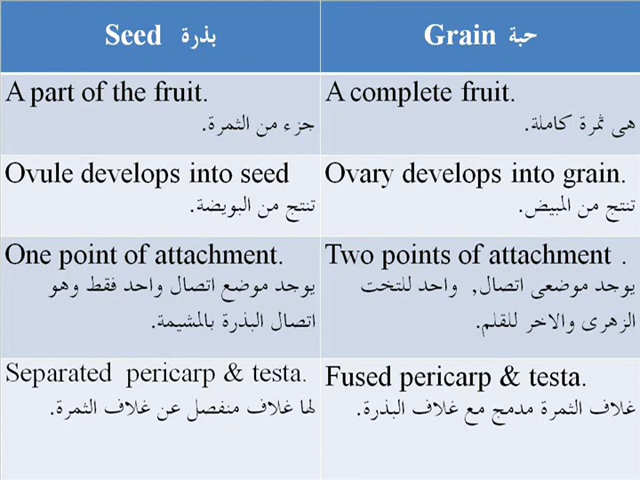 Seed بذرة
Grain حبة
A part of the fruit.
جزء من الثمرة.
A complete fruit.
هى ثمرة كاملة.
Ovule develops into seed
تنتج من البويضة.
Ovary develops into grain.
تنتج من المبيض.
One point of attachment.
يوجد موضع اتصال واحد فقط وهو
اتصال البذرة بالمشيمة.
Two points of attachment .
يوجد موضعى اتصال, واحد للتخت
الزهرى والاخر للقلم.
Separated pericarp & testa.
لها غلاف منفصل عن غلاف الثمرة.
Fused pericarp & testa.
غلاف الثمرة مدمج مع غلاف البذرة.